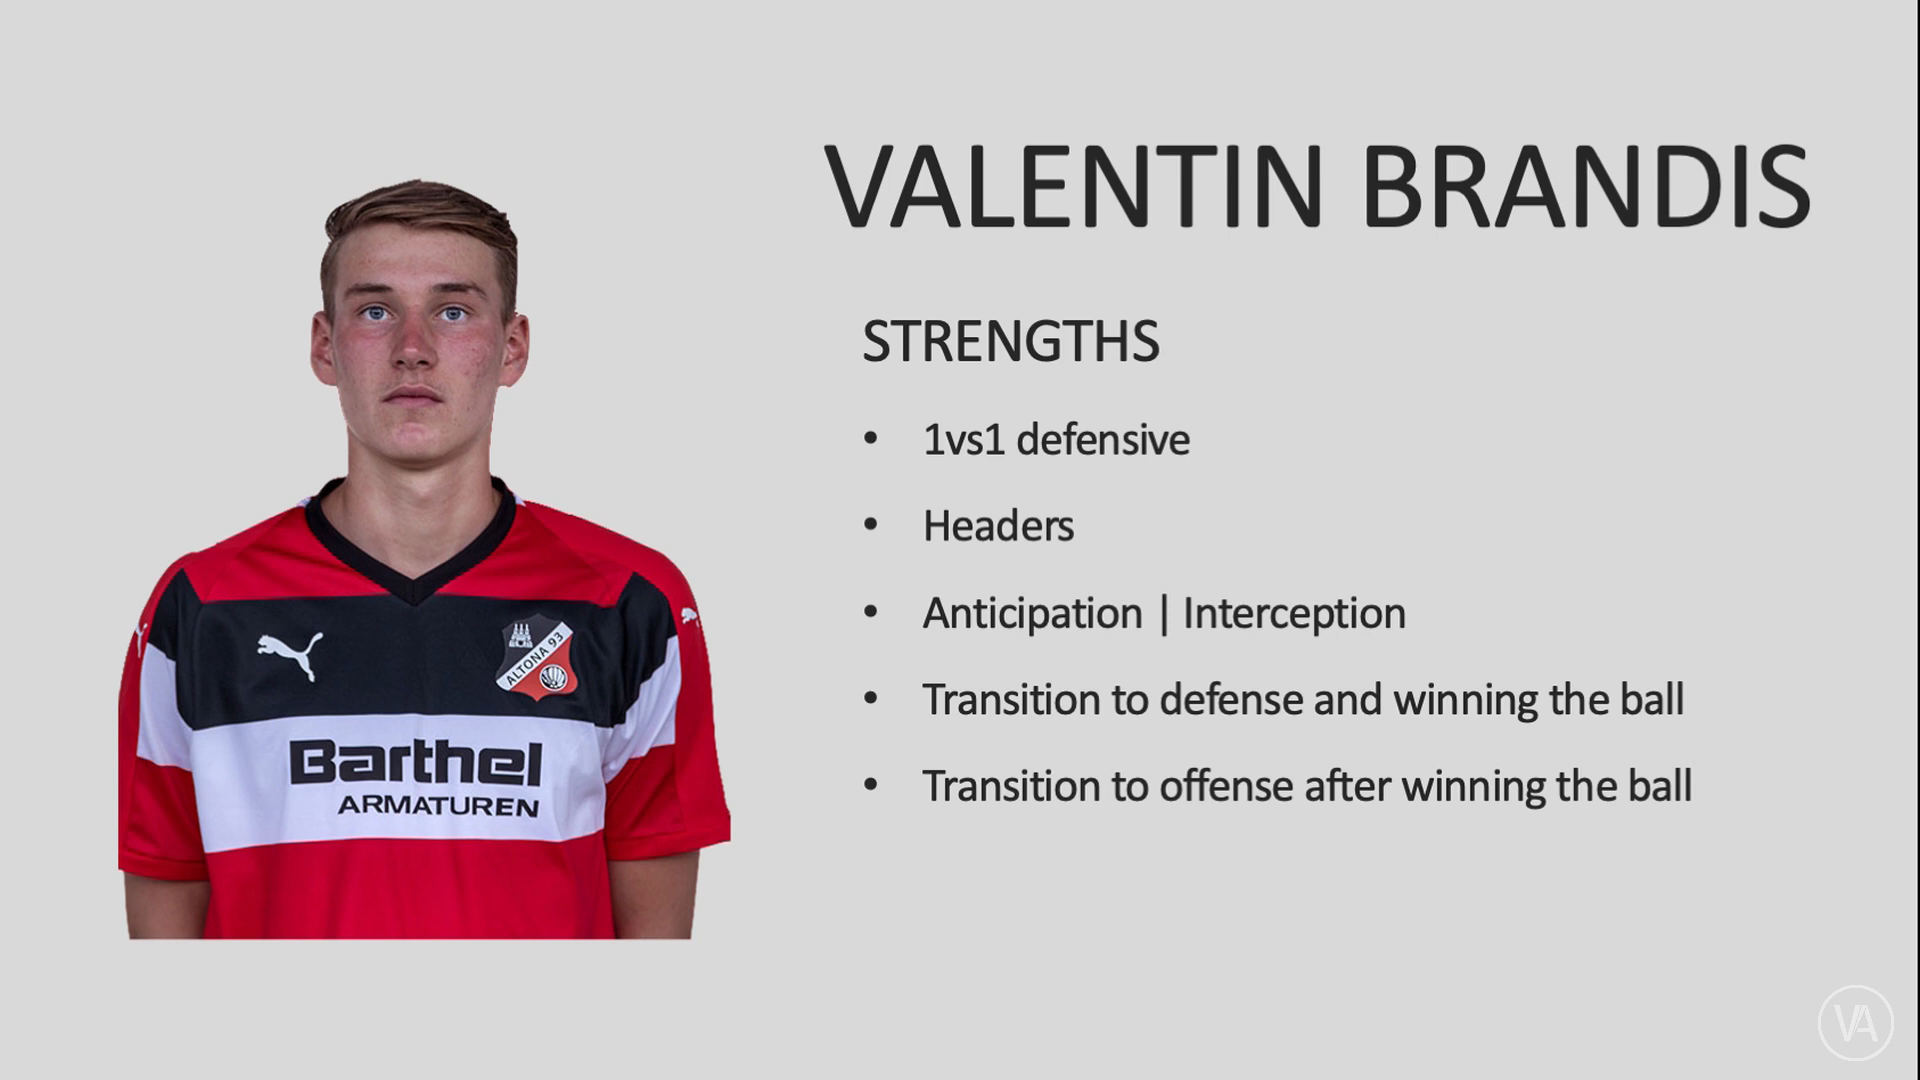 VALENTIN BRANDIS
STRENGTHS
• 1vs1 defensive
• Headers
• Anticipation | Interception
• Transition to defense and winning the ball
• Transition to offense after winning the ball
ALTONA 93
Barthel
ARMATUREN
VA